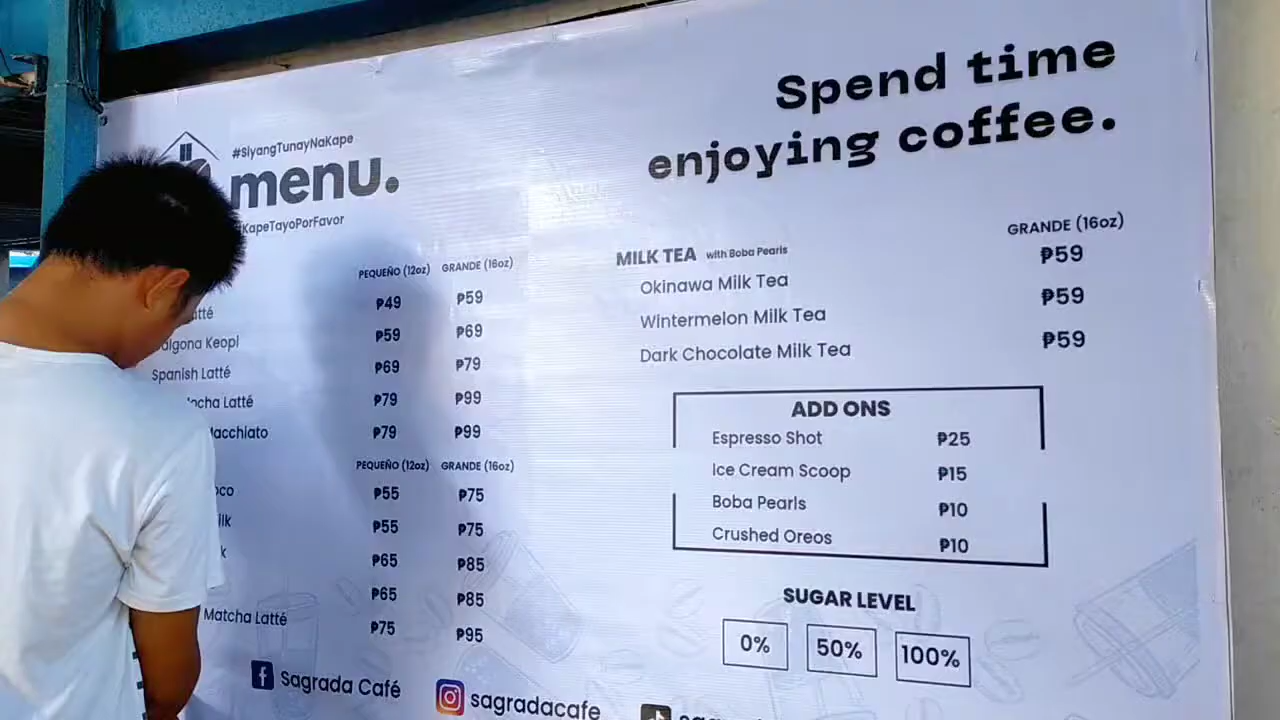 #SiyangTunayNaKape
menu.
KapeTayoPorFavor
PEQUEÑO (12oz) GRANDE (16oz)
₱49 ₱59
₱59 ₱69
Spanish Latté ₱69 ₱79
Latté ₱79 ₱99
₱79 ₱99
PEQUEÑO (12oz) GRANDE (16oz)
₱55 ₱75
₱55 ₱75
₱65 ₱85
₱65 ₱85
Matcha Latté ₱75 ₱95
Sagrada Café
sagradacafe
Spend time
enjoying coffee.
GRANDE (16oz)
MILK TEA with Boba Pearls ₱59
Okinawa Milk Tea ₱59
Wintermelon Milk Tea ₱59
Dark Chocolate Milk Tea
ADD ONS
Espresso Shot ₱25
Ice Cream Scoop ₱15
Boba Pearls ₱10
Crushed Oreos ₱10
SUGAR LEVEL
0% 50% 100%